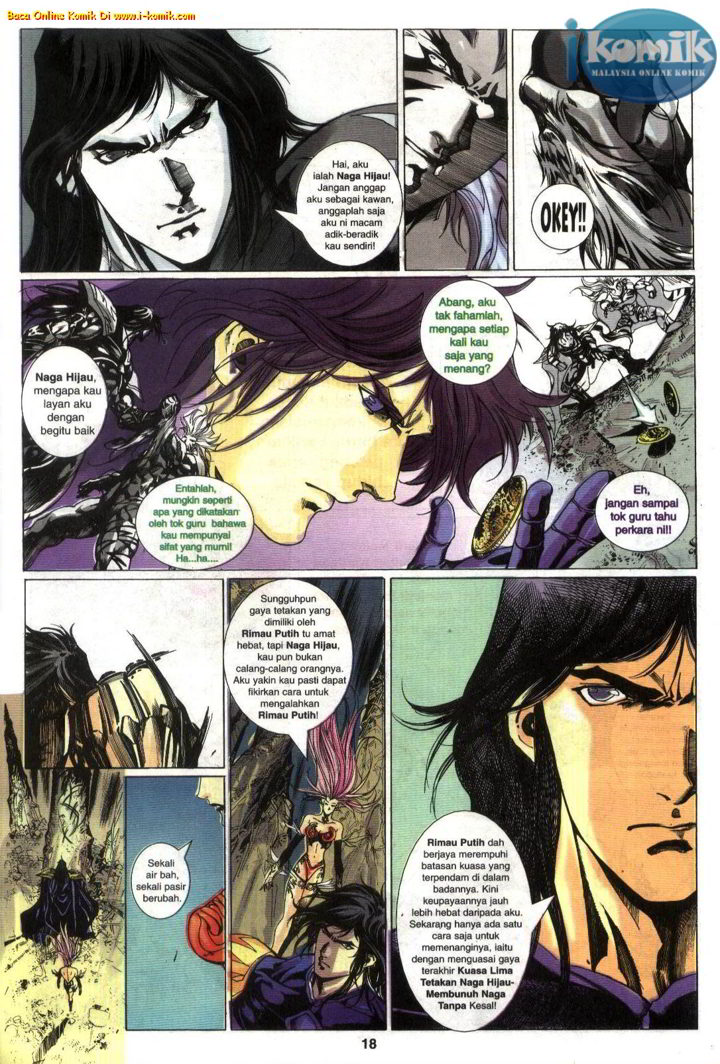 Baca Online Komik Di www.i-komik.com
i komik
MALAYSIA ONLINE KOMIK
Hai, aku
ialah Naga Hijau!
Jangan anggap
aku sebagai kawan,
anggaplah saja
aku ni macam
adik-beradik
kau sendiri!
OKEY!!
Naga Hijau,
mengapa kau
layan aku
dengan
begitu baik
Abang, aku
tak fahamlah,
mengapa setiap
kali kau
saja yang
menang?
Entahlah,
mungkin seperti
apa yang dikatakan
oleh tok guru bahawa
kau mempunyai
sifat yang murni!
Ha...ha....
Eh,
jangan sampai
tok guru tahu
perkara ni!!
Sungguhpun
gaya tetakan yang
dimiliki oleh
Rimau Putih tu amat
hebat, tapi Naga Hijau,
kau pun bukan
calang-calang orangnya.
Aku yakin kau pasti dapat
fikirkan cara untuk
mengalahkan
Rimau Putih!
Sekali
air bah,
sekali pasir
berubah.
Rimau Putih dah
berjaya merempuhi
batasan kuasa yang
terpendam di dalam
badannya. Kini
keupayaannya jauh
lebih hebat daripada aku.
Sekarang hanya ada satu
cara saja untuk
memenanginya, iaitu
dengan menguasai gaya
terakhir Kuasa Lima
Tetakan Naga Hijau-
Membunuh Naga
Tanpa Kesal!
18